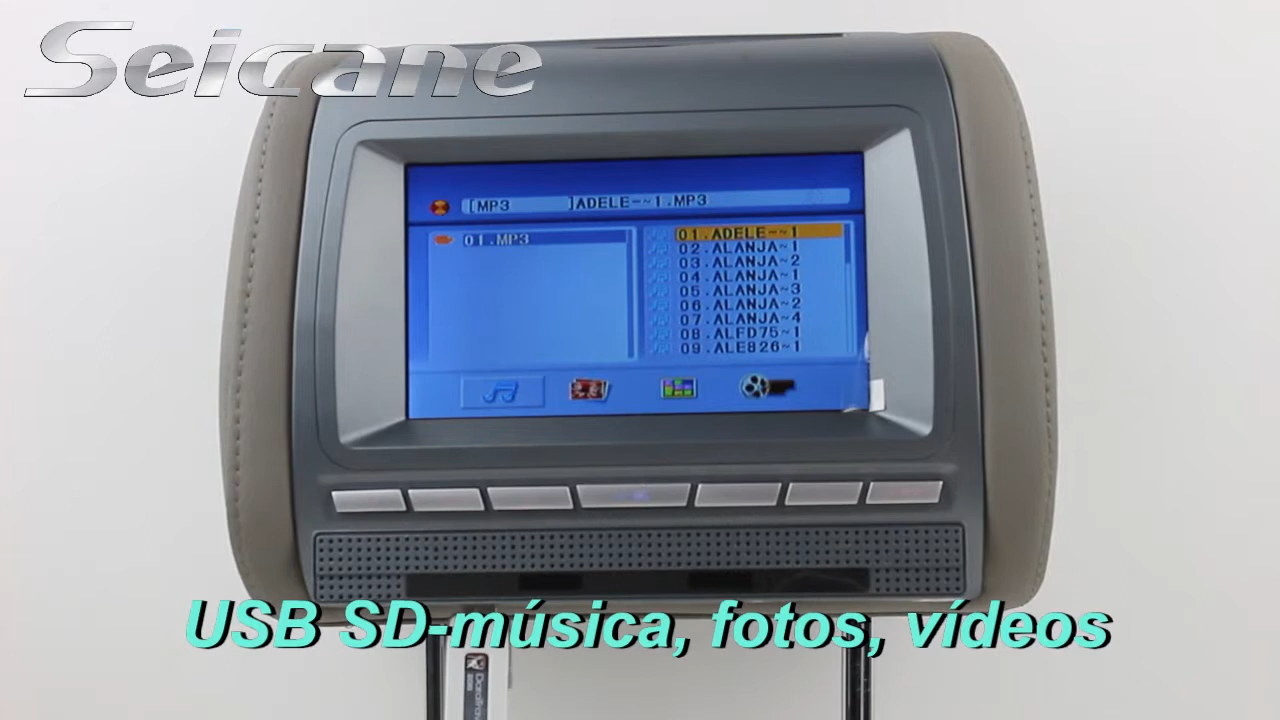 Seicane
[MP3 ]ADELE~~1.MP3
01.MP3
01.ADELE~~1
02.ALANJA~1
03.ALANJA~2
04.ALANJA~1
05.ALANJA~3
06.ALANJA~2
07.ALANJA~4
08.ALFD75~1
09.ALE826~1
USB SD-música, fotos, vídeos